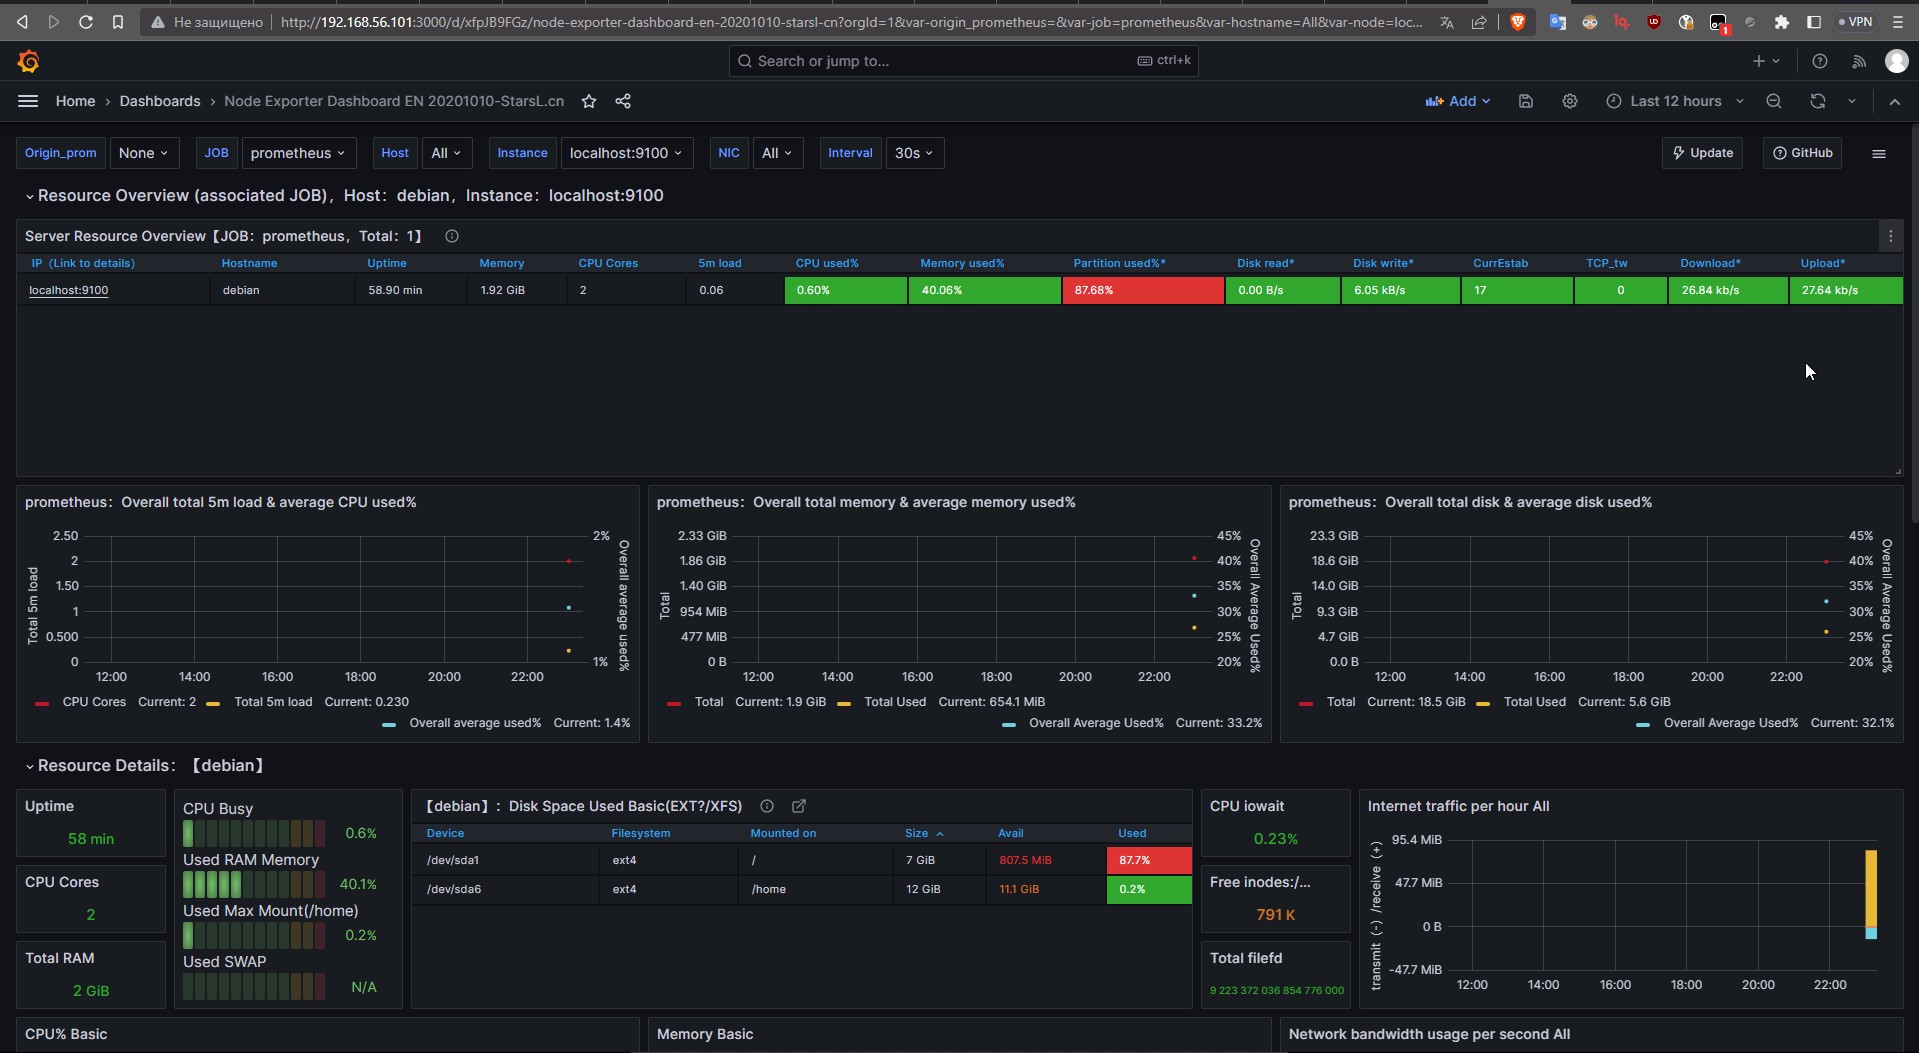 Не защищено http://192.168.56.101:3000/d/xfpJB9FGz/node-exporter-dashboard-en-20201010-starsl-cn?orgId=1&var-origin_prometheus=&var-job=prometheus&var-hostname=All&var-node=loc... VPN
1
Search or jump to... ctrl+k
Home › Dashboards › Node Exporter Dashboard EN 20201010-StarsL.cn Add Last 12 hours
Origin_prom None JOB prometheus Host All Instance localhost:9100 NIC All Interval 30s Update GitHub
Resource Overview (associated JOB)，Host：debian，Instance：localhost:9100
Server Resource Overview【JOB：prometheus，Total：1】
IP（Link to details） Hostname Uptime Memory CPU Cores 5m load CPU used% Memory used% Partition used%* Disk read* Disk write* CurrEstab TCP_tw Download* Upload*
localhost:9100 debian 58.90 min 1.92 GiB 2 0.06 0.60% 40.06% 87.68% 0.00 B/s 6.05 kB/s 17 0 26.84 kb/s 27.64 kb/s
prometheus：Overall total 5m load & average CPU used%
Total 5m load
2.50
2
1.50
1
0.500
0
2%
1%
Overall average used%
12:00 14:00 16:00 18:00 20:00 22:00
CPU Cores Current: 2 Total 5m load Current: 0.230
Overall average used% Current: 1.4%
prometheus：Overall total memory & average memory used%
Total
2.33 GiB
1.86 GiB
1.40 GiB
954 MiB
477 MiB
0 B
45%
40%
35%
30%
25%
20%
Overall Average Used%
12:00 14:00 16:00 18:00 20:00 22:00
Total Current: 1.9 GiB Total Used Current: 654.1 MiB
Overall Average Used% Current: 33.2%
prometheus：Overall total disk & average disk used%
Total
23.3 GiB
18.6 GiB
14.0 GiB
9.3 GiB
4.7 GiB
0.0 B
45%
40%
35%
30%
25%
20%
Overall Average Used%
12:00 14:00 16:00 18:00 20:00 22:00
Total Current: 18.5 GiB Total Used Current: 5.6 GiB
Overall Average Used% Current: 32.1%
Resource Details：【debian】
Uptime
58 min
CPU Cores
2
Total RAM
2 GiB
CPU Busy
0.6%
Used RAM Memory
40.1%
Used Max Mount(/home)
0.2%
Used SWAP
N/A
【debian】：Disk Space Used Basic(EXT?/XFS)
Device Filesystem Mounted on Size Avail Used
/dev/sda1 ext4 / 7 GiB 807.5 MiB 87.7%
/dev/sda6 ext4 /home 12 GiB 11.1 GiB 0.2%
CPU iowait
0.23%
Free inodes:/...
791 K
Total filefd
9 223 372 036 854 776 000
Internet traffic per hour All
transmit（-）/receive（+）
95.4 MiB
47.7 MiB
0 B
-47.7 MiB
12:00 14:00 16:00 18:00 20:00 22:00
CPU% Basic
Memory Basic
Network bandwidth usage per second All